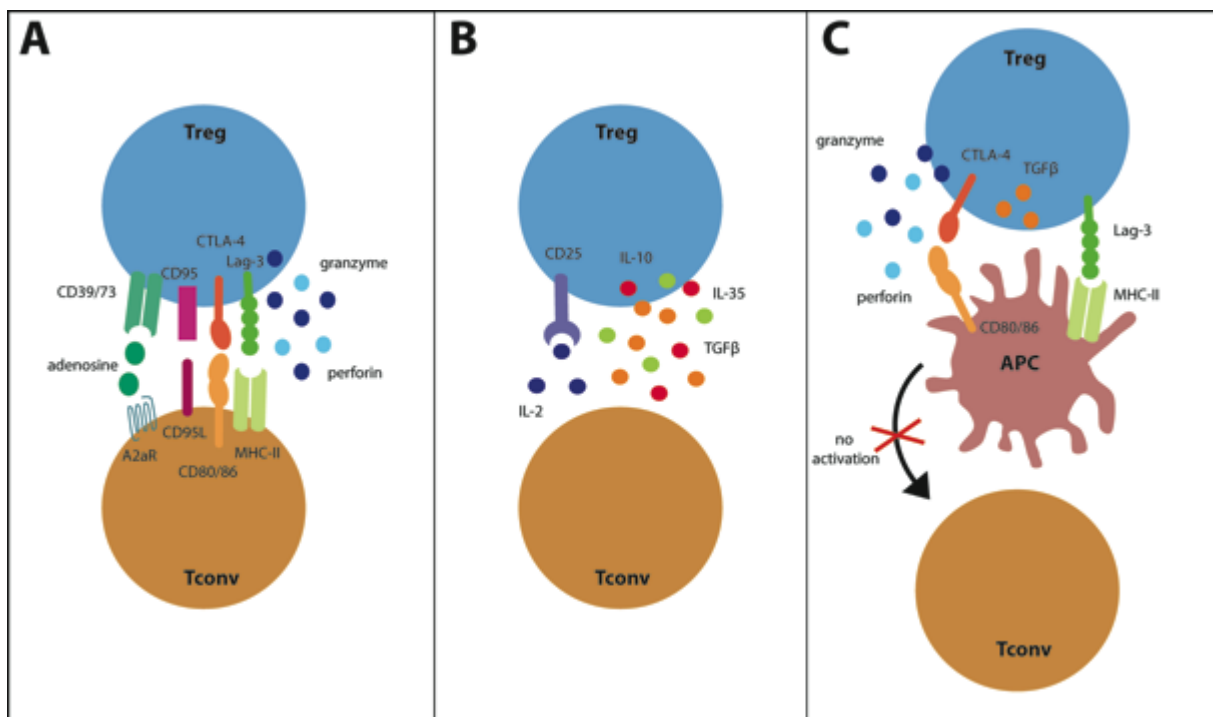 A
Treg
CTLA-4
CD95
Lag-3
granzyme
CD39/73
adenosine
perforin
A2aR
CD95L
MHC-II
CD80/86
Tconv
B
Treg
CD25
IL-10
IL-35
TGFβ
IL-2
Tconv
C
Treg
granzyme
CTLA-4
TGFβ
Lag-3
perforin
MHC-II
CD80/86
APC
no
activation
Tconv